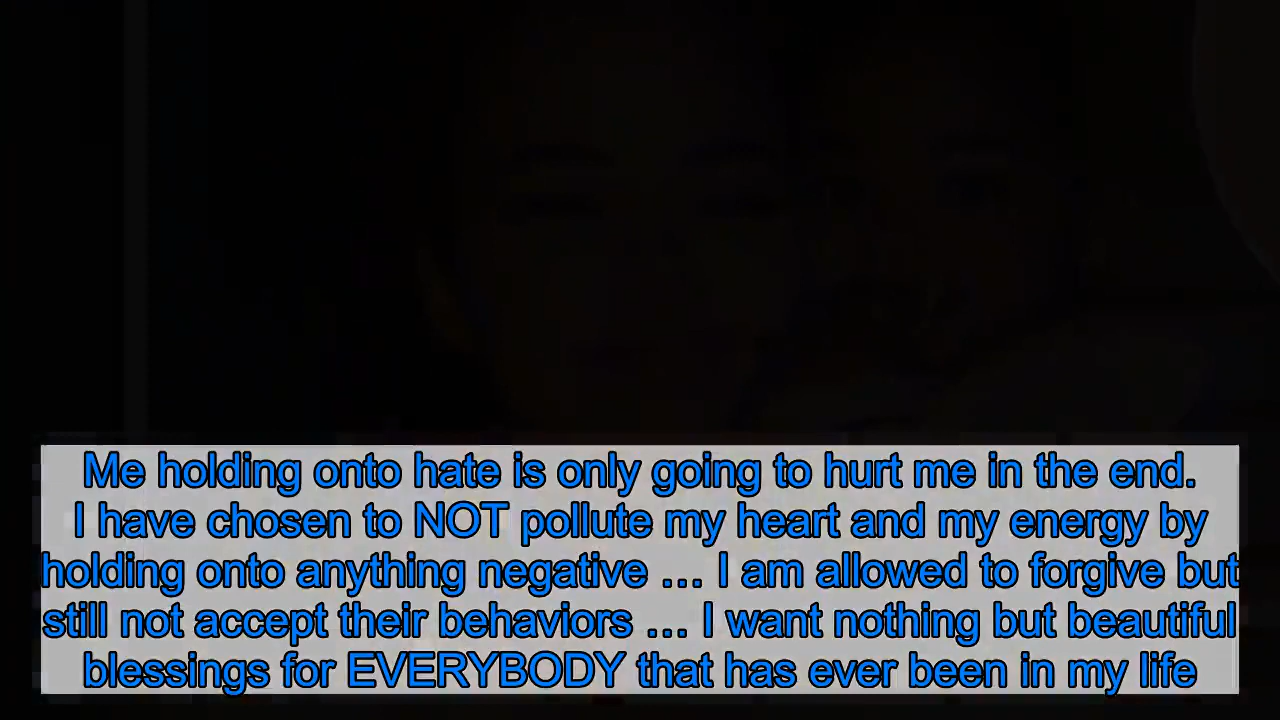 Me holding onto hate is only going to hurt me in the end.
I have chosen to NOT pollute my heart and my energy by
holding onto anything negative … I am allowed to forgive but
still not accept their behaviors … I want nothing but beautiful
blessings for EVERYBODY that has ever been in my life